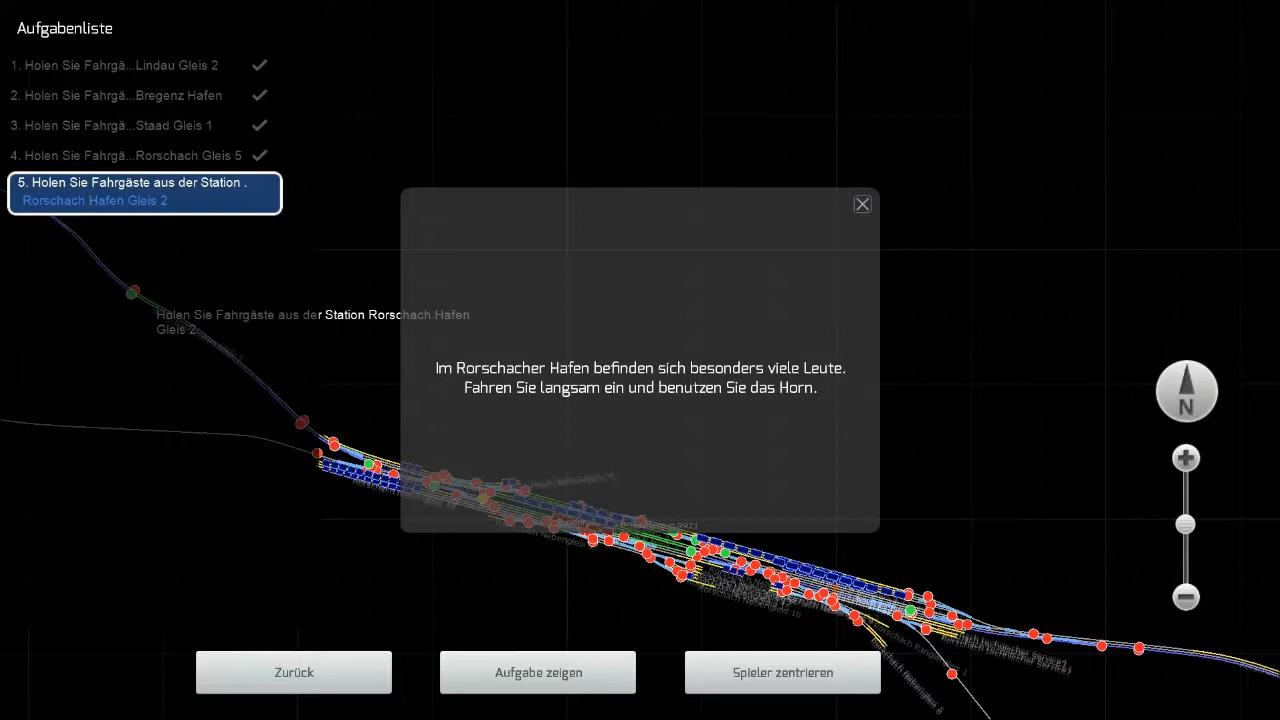 Aufgabenliste
1. Holen Sie Fahrgä...Lindau Gleis 2
2. Holen Sie Fahrgä...Bregenz Hafen
3. Holen Sie Fahrgä...Staad Gleis 1
4. Holen Sie Fahrgä...Rorschach Gleis 5
5. Holen Sie Fahrgäste aus der Station .
Rorschach Hafen Gleis 2
Holen Sie Fahrgäste aus der Station Rorschach Hafen
Gleis 2
Im Rorschacher Hafen befinden sich besonders viele Leute.
Fahren Sie langsam ein und benutzen Sie das Horn.
N
Zurück
Aufgabe zeigen
Spieler zentrieren